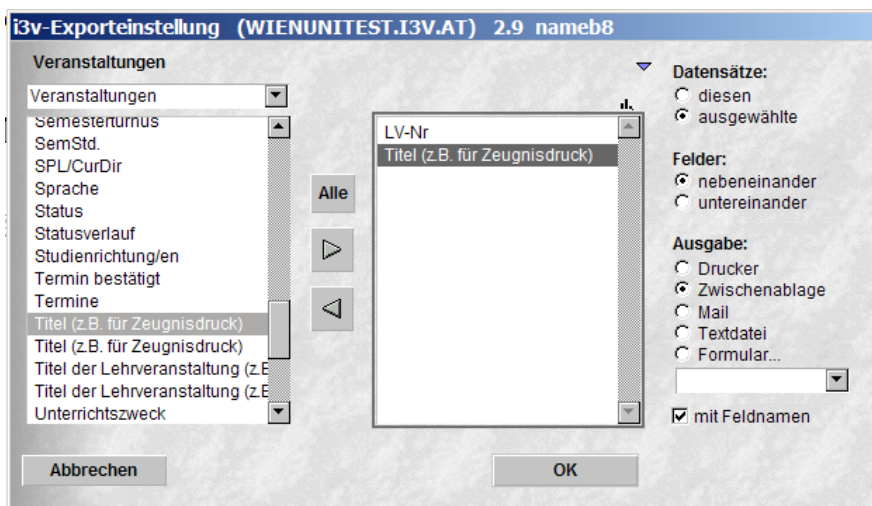 i3v-Exporteinstellung (WIENUNITEST.I3V.AT) 2.9 nameb8
Veranstaltungen
Veranstaltungen
Semesterturnus
SemStd.
SPL/CurDir
Sprache
Status
Statusverlauf
Studienrichtung/en
Termin bestätigt
Termine
Titel (z.B. für Zeugnisdruck)
Titel (z.B. für Zeugnisdruck)
Titel der Lehrveranstaltung (z.B
Titel der Lehrveranstaltung (z.B
Unterrichtszweck
Alle
LV-Nr
Titel (z.B. für Zeugnisdruck)
Datensätze:
diesen
ausgewählte
Felder:
nebeneinander
untereinander
Ausgabe:
Drucker
Zwischenablage
Mail
Textdatei
Formular...
mit Feldnamen
Abbrechen
OK